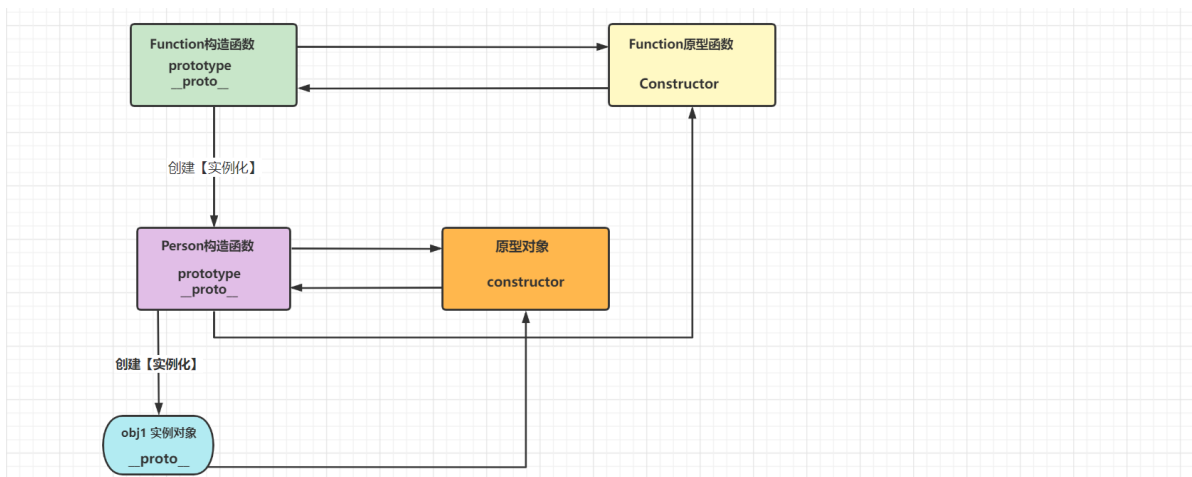 Function构造函数
prototype
__proto__
Function原型函数
Constructor
创建【实例化】
Person构造函数
prototype
__proto__
原型对象
constructor
创建【实例化】
obj1 实例对象
__proto__